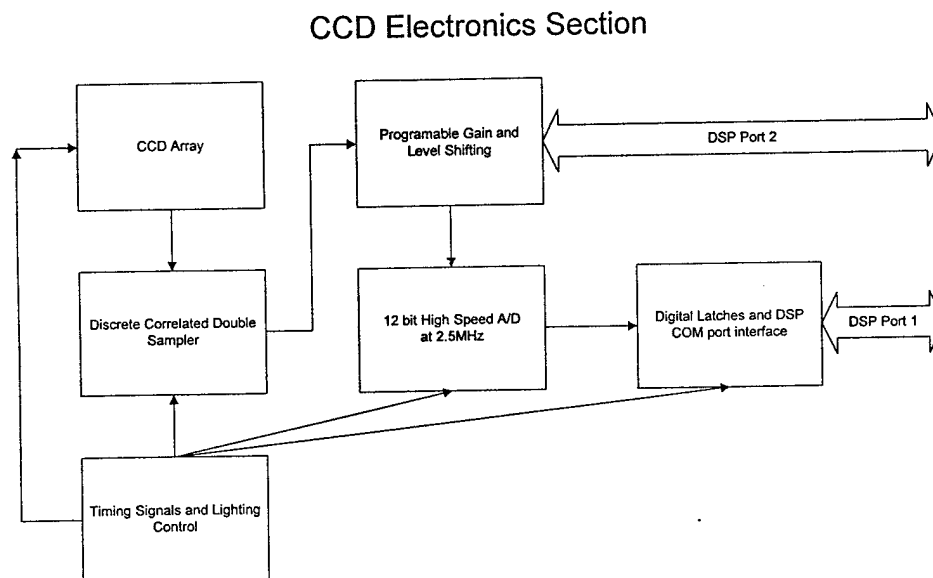 CCD Electronics Section
CCD Array
Programable Gain and
Level Shifting
DSP Port 2
Discrete Correlated Double
Sampler
12 bit High Speed A/D
at 2.5MHz
Digital Latches and DSP
COM port interface
DSP Port 1
Timing Signals and Lighting
Control